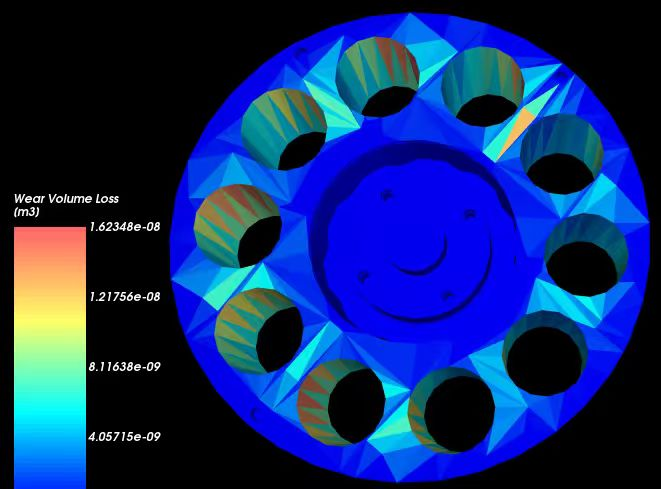 Wear Volume Loss
(m3)
1.62348e-08
1.21756e-08
8.11638e-09
4.05715e-09